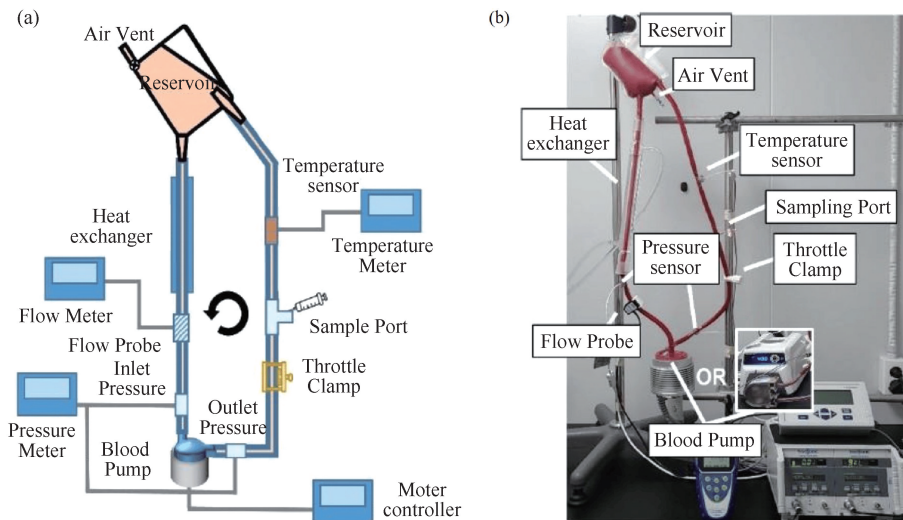 (a)
Air Vent
Reservoir
Temperature
sensor
Heat
exchanger
Temperature
Meter
Flow Meter
Sample Port
Flow Probe
Inlet
Pressure
Throttle
Clamp
Outlet
Pressure
Pressure
Meter
Blood
Pump
Moter
controller
(b)
Reservoir
Air Vent
Heat
exchanger
Temperature
sensor
Sampling Port
Pressure
sensor
Throttle
Clamp
Flow Probe
OR
Blood Pump